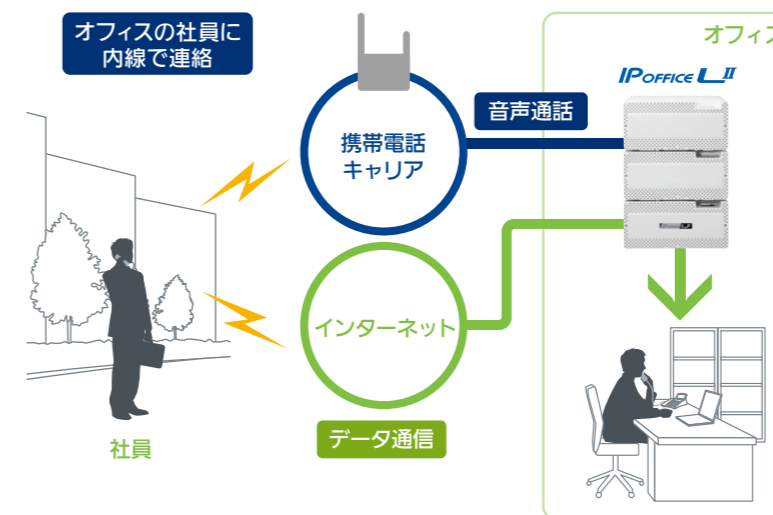 オフィスの社員に
内線で連絡
オフィ
IPOFFICE LII
音声通話
携帯電話
キャリア
インターネット
データ通信
社員